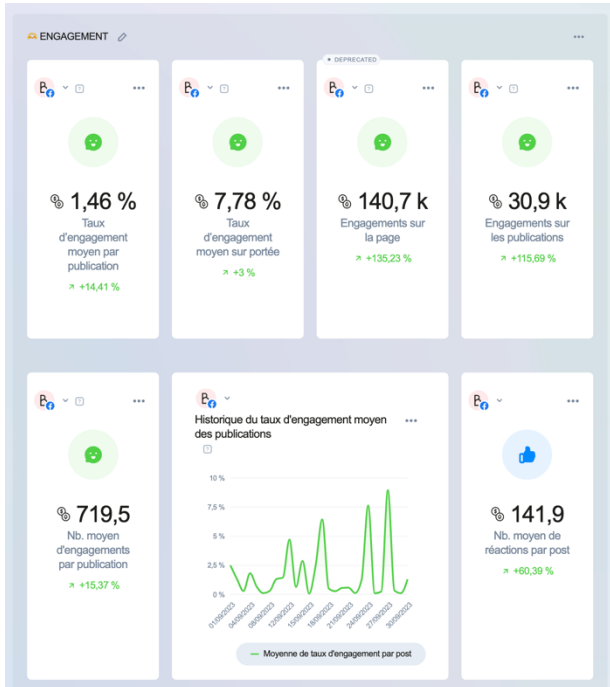 ENGAGEMENT
DEPRECATED
1,46 %
Taux
d'engagement
moyen par
publication
+14,41 %
7,78 %
Taux
d'engagement
moyen sur portée
+3 %
140,7 k
Engagements sur
la page
+135,23 %
30,9 k
Engagements sur
les publications
+115,69 %
719,5
Nb. moyen
d'engagements
par publication
+15,37 %
Historique du taux d'engagement moyen
des publications
10 %
7,5 %
5 %
2,5 %
0 %
01/09/2023
04/09/2023
08/09/2023
12/09/2023
15/09/2023
18/09/2023
21/09/2023
24/09/2023
27/09/2023
30/09/2023
Moyenne de taux d'engagement par post
141,9
Nb. moyen de
réactions par post
+60,39 %